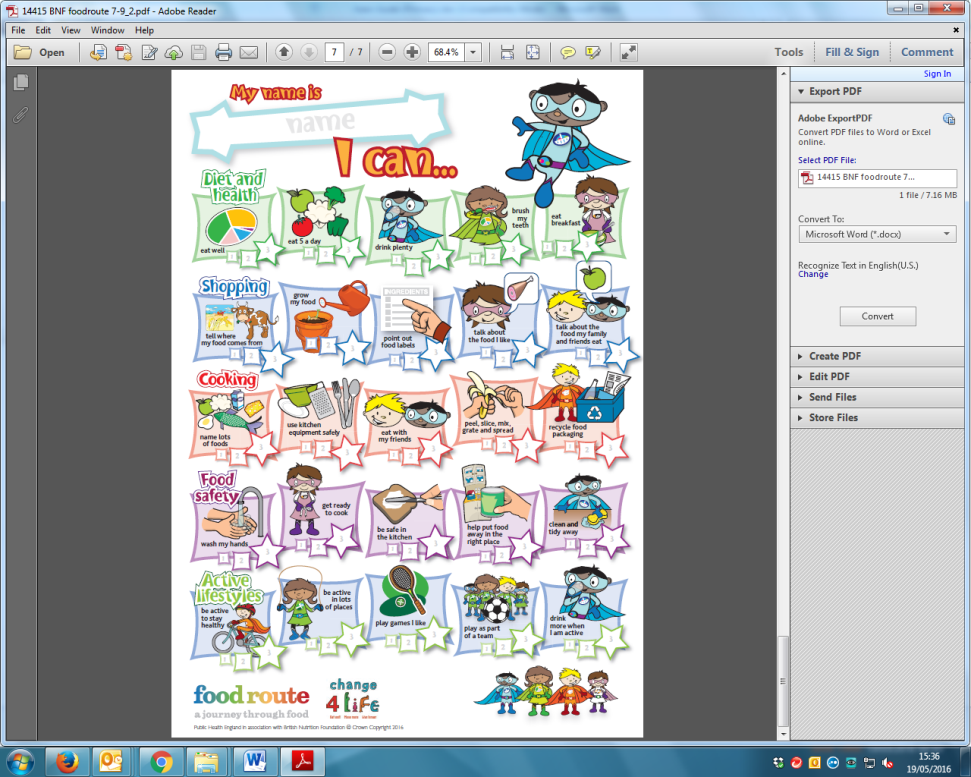 14415 BNF foodroute 7-9_2.pdf - Adobe Reader
File Edit View Window Help
Open
7 / 7
68.4%
Tools
Fill & Sign
Comment
Sign In
Export PDF
Adobe ExportPDF
Convert PDF files to Word or Excel
online.
Select PDF File:
14415 BNF foodroute 7...
1 file / 7.16 MB
Convert To:
Microsoft Word (*.docx)
Recognize Text in English(U.S.)
Change
Convert
Create PDF
Edit PDF
Send Files
Store Files
My name is
name
I can...
Diet and
health
eat well
eat 5 a day
drink plenty
brush
my
teeth
eat
breakfast
Shopping
tell where
my food comes from
grow
my food
INGREDIENTS
point out
food labels
talk about
the food I like
talk about the
food my family
and friends eat
Cooking
name lots
of foods
use kitchen
equipment safely
eat with
my friends
peel, slice, mix,
grate and spread
recycle food
packaging
Food
safety
wash my hands
get ready
to cook
be safe in
the kitchen
help put food
away in the
right place
clean and
tidy away
Active
lifestyles
be active
to stay
healthy
be active
in lots
of places
play games I like
play as part
of a team
drink
more when
I am active
food route
a journey through food
change
4 life
Eat well Move more Live longer
Public Health England in association with British Nutrition Foundation © Crown Copyright 2014
15:36
19/05/2016